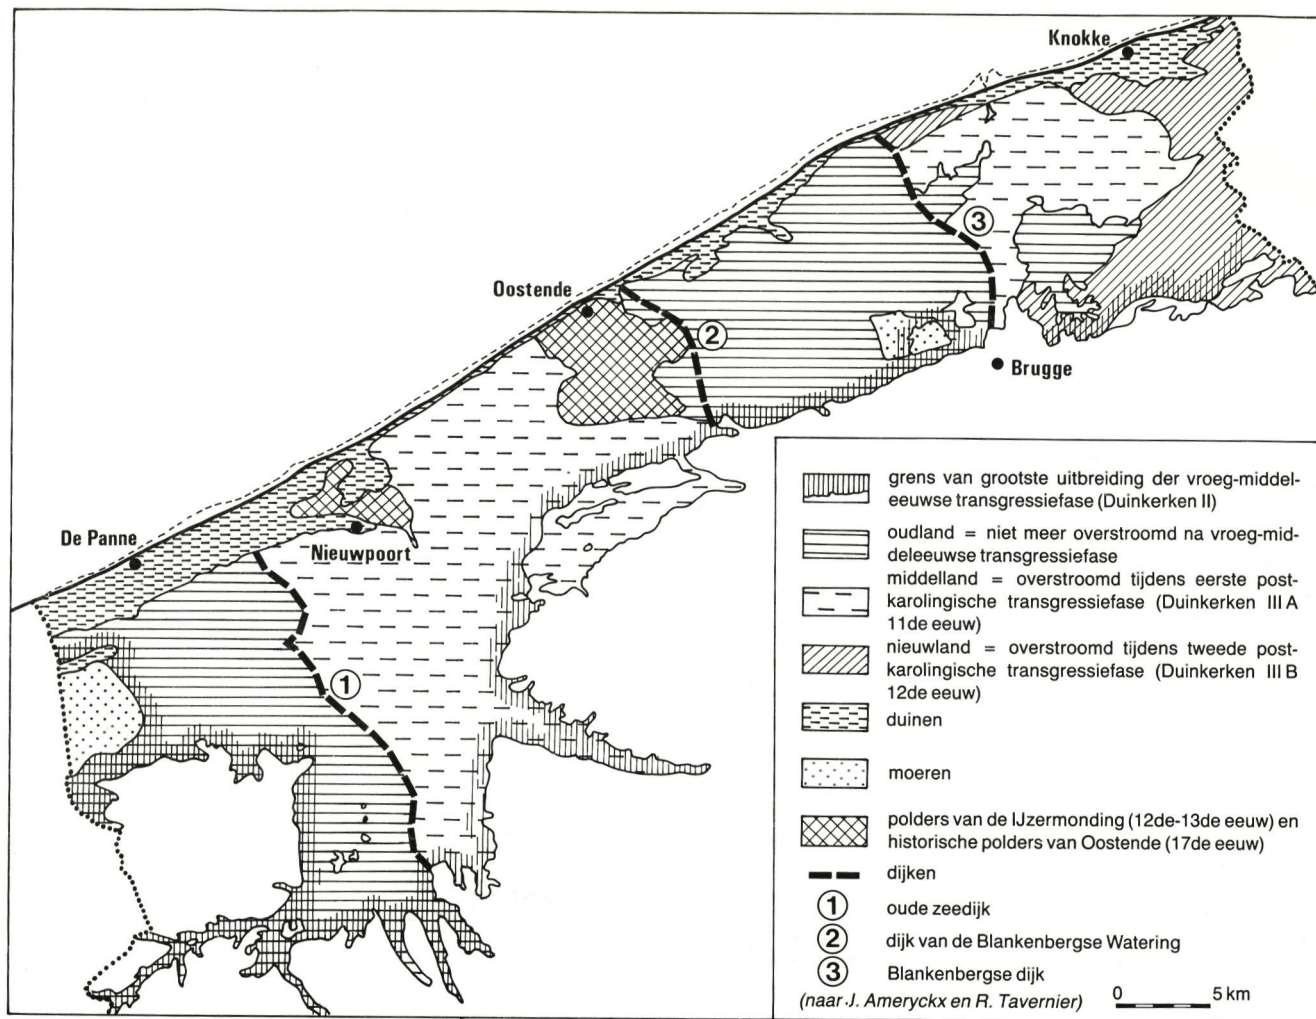 Knokke
Oostende
Brugge
De Panne
Nieuwpoort
1
2
3
grens van grootste uitbreiding der vroeg-middel-
eeuwse transgressiefase (Duinkerken II)
oudland = niet meer overstroomd na vroeg-mid-
deleeuwse transgressiefase
middelland = overstroomd tijdens eerste post-
karolingische transgressiefase (Duinkerken III A
11de eeuw)
nieuwland = overstroomd tijdens tweede post-
karolingische transgressiefase (Duinkerken III B
12de eeuw)
duinen
moeren
polders van de IJzermonding (12de-13de eeuw) en
historische polders van Oostende (17de eeuw)
dijken
1 oude zeedijk
2 dijk van de Blankenbergse Watering
3 Blankenbergse dijk
(naar J. Ameryckx en R. Tavernier) 0 5 km